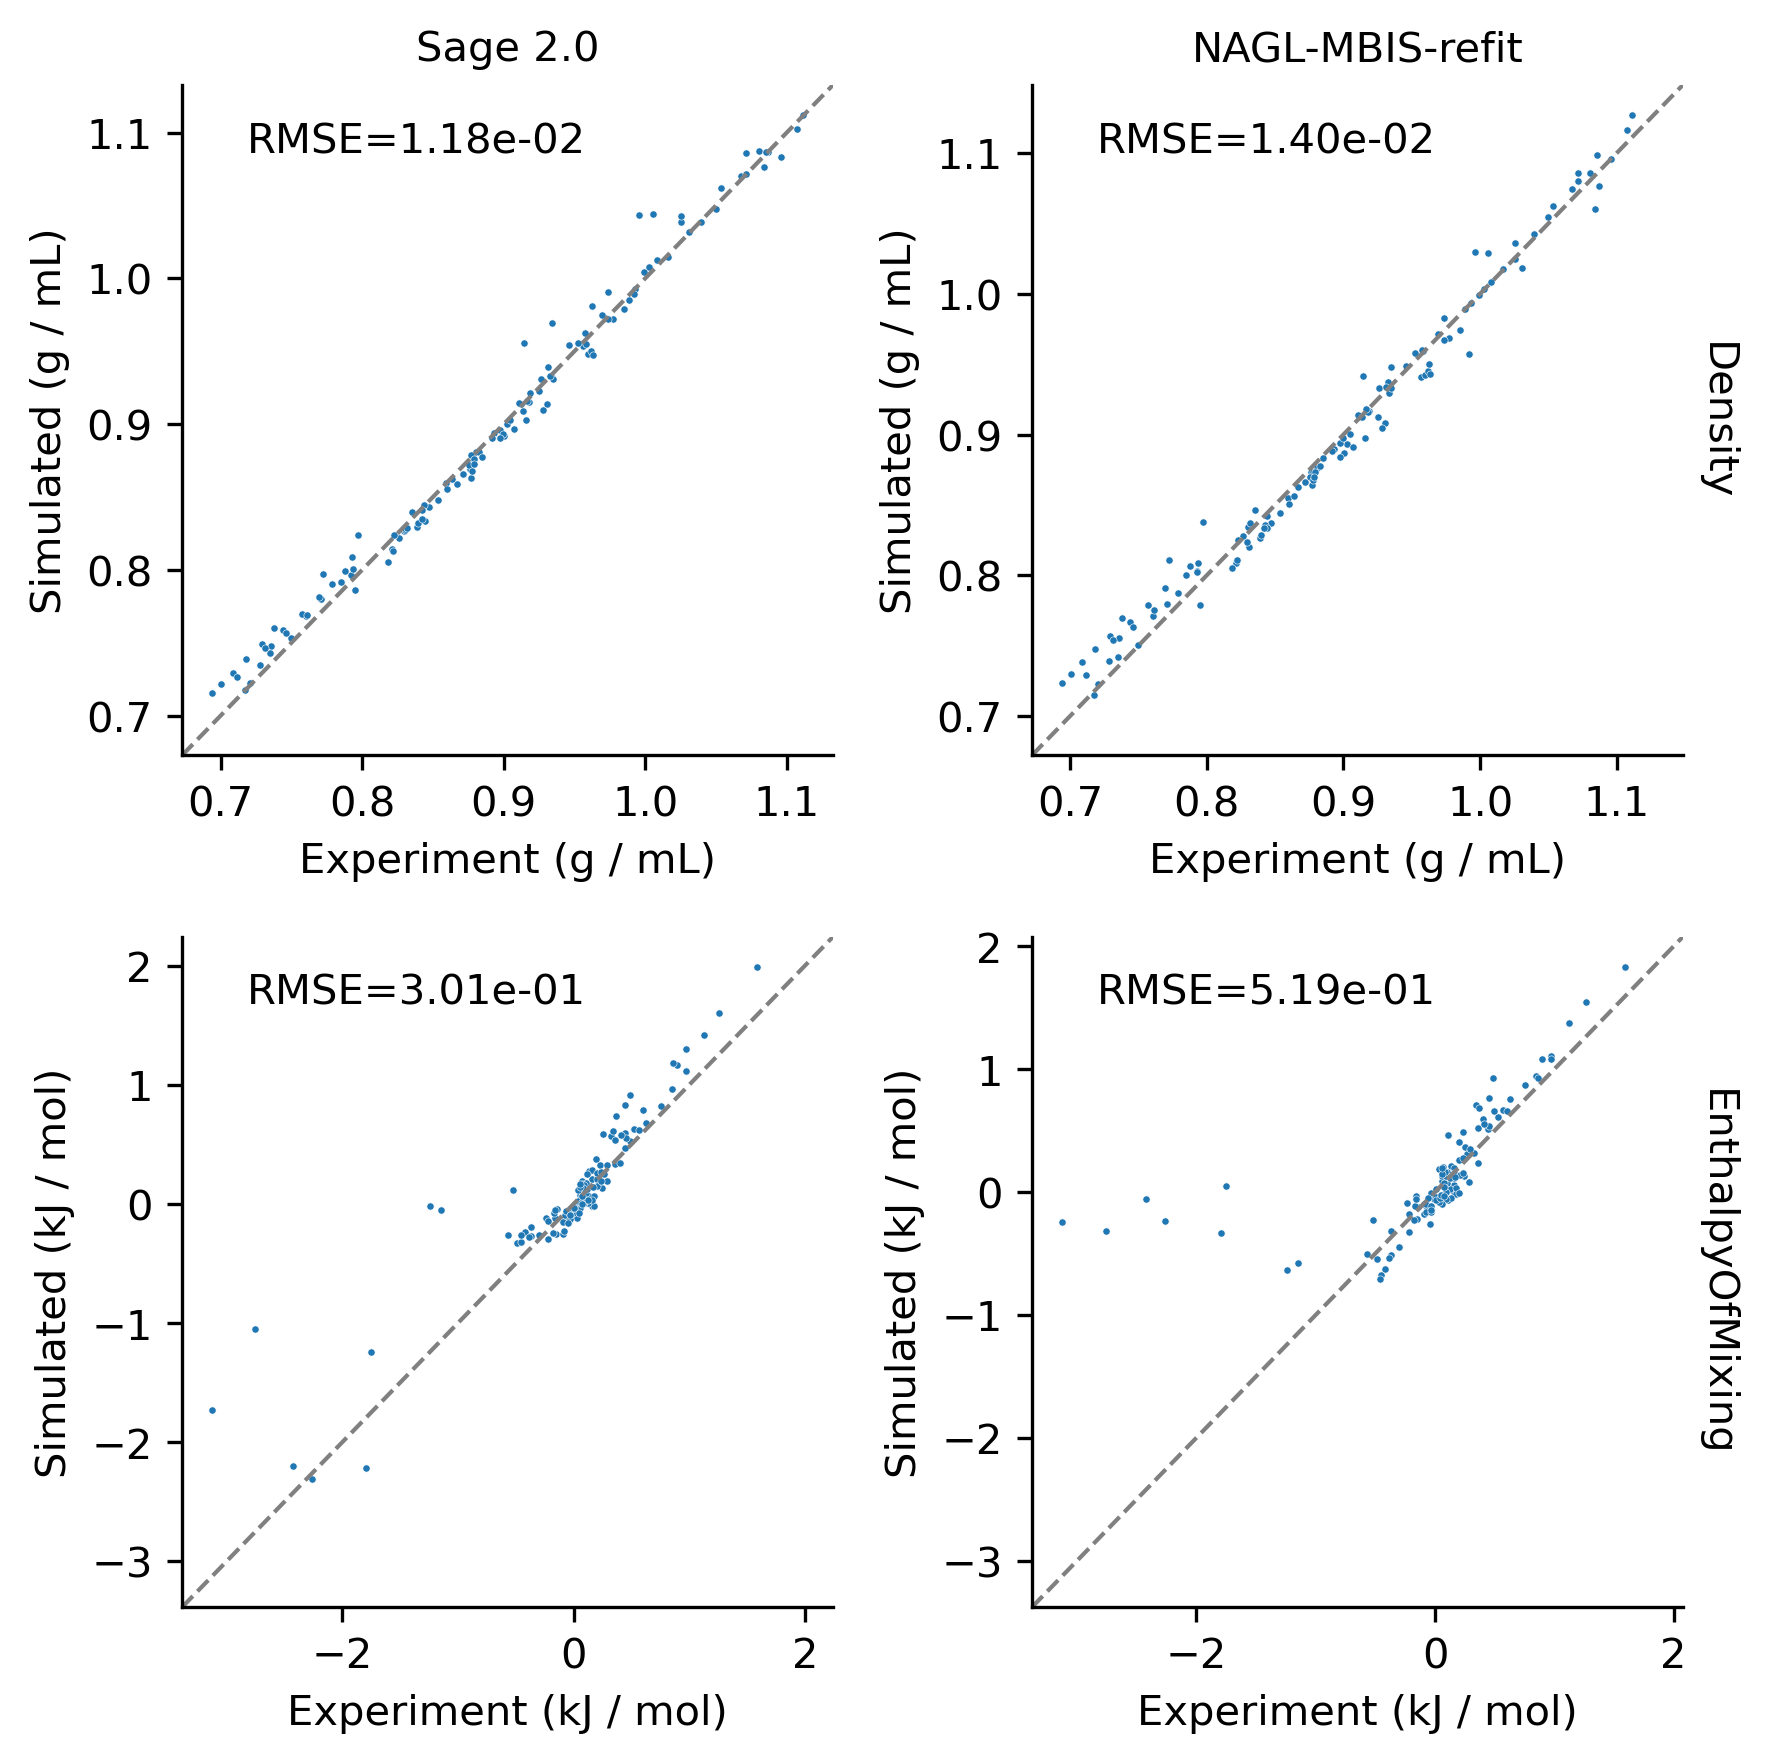 Sage 2.0
NAGL-MBIS-refit
RMSE=1.18e-02
1.1
1.0
0.9
0.8
0.7
Simulated (g / mL)
0.7 0.8 0.9 1.0 1.1
Experiment (g / mL)
RMSE=1.40e-02
1.1
1.0
0.9
0.8
0.7
Simulated (g / mL)
0.7 0.8 0.9 1.0 1.1
Experiment (g / mL)
Density
RMSE=3.01e-01
2
1
0
−1
−2
−3
Simulated (kJ / mol)
−2 0 2
Experiment (kJ / mol)
RMSE=5.19e-01
2
1
0
−1
−2
−3
Simulated (kJ / mol)
−2 0 2
Experiment (kJ / mol)
EnthalpyOfMixing